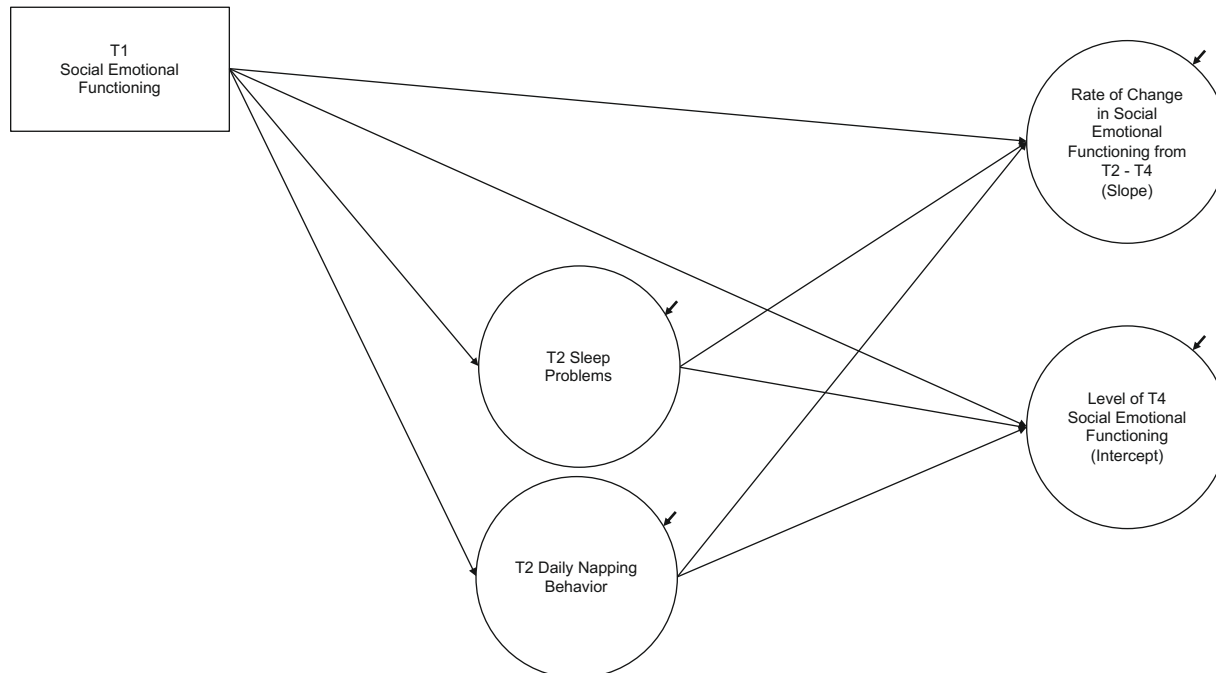 T1
Social Emotional
Functioning
Rate of Change
in Social
Emotional
Functioning from
T2 - T4
(Slope)
T2 Sleep
Problems
Level of T4
Social Emotional
Functioning
(Intercept)
T2 Daily Napping
Behavior